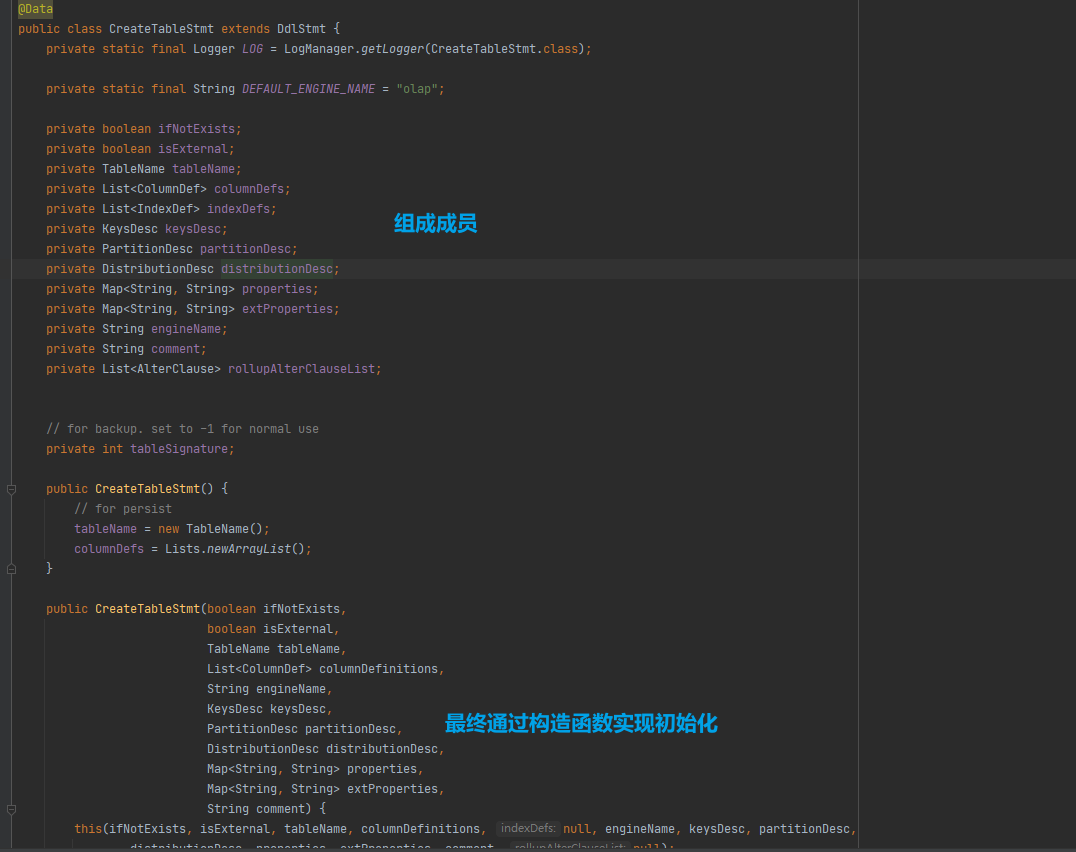 @Data
public class CreateTableStmt extends DdlStmt {
    private static final Logger LOG = LogManager.getLogger(CreateTableStmt.class);
    private static final String DEFAULT_ENGINE_NAME = "olap";
    private boolean ifNotExists;
    private boolean isExternal;
    private TableName tableName;
    private List<ColumnDef> columnDefs;
    private List<IndexDef> indexDefs;
组成成员
    private KeysDesc keysDesc;
    private PartitionDesc partitionDesc;
    private DistributionDesc distributionDesc;
    private Map<String, String> properties;
    private Map<String, String> extProperties;
    private String engineName;
    private String comment;
    private List<AlterClause> rollupAlterClauseList;
    // for backup. set to -1 for normal use
    private int tableSignature;
    public CreateTableStmt() {
        // for persist
        tableName = new TableName();
        columnDefs = Lists.newArrayList();
    }
    public CreateTableStmt(boolean ifNotExists,
                           boolean isExternal,
                           TableName tableName,
                           List<ColumnDef> columnDefinitions,
                           String engineName,
                           KeysDesc keysDesc,
最终通过构造函数实现初始化
                           PartitionDesc partitionDesc,
                           DistributionDesc distributionDesc,
                           Map<String, String> properties,
                           Map<String, String> extProperties,
                           String comment) {
        this(ifNotExists, isExternal, tableName, columnDefinitions, indexDefs: null, engineName, keysDesc, partitionDesc,
                distributionDesc, properties, extProperties, comment, rollupAlterClauseList: null);